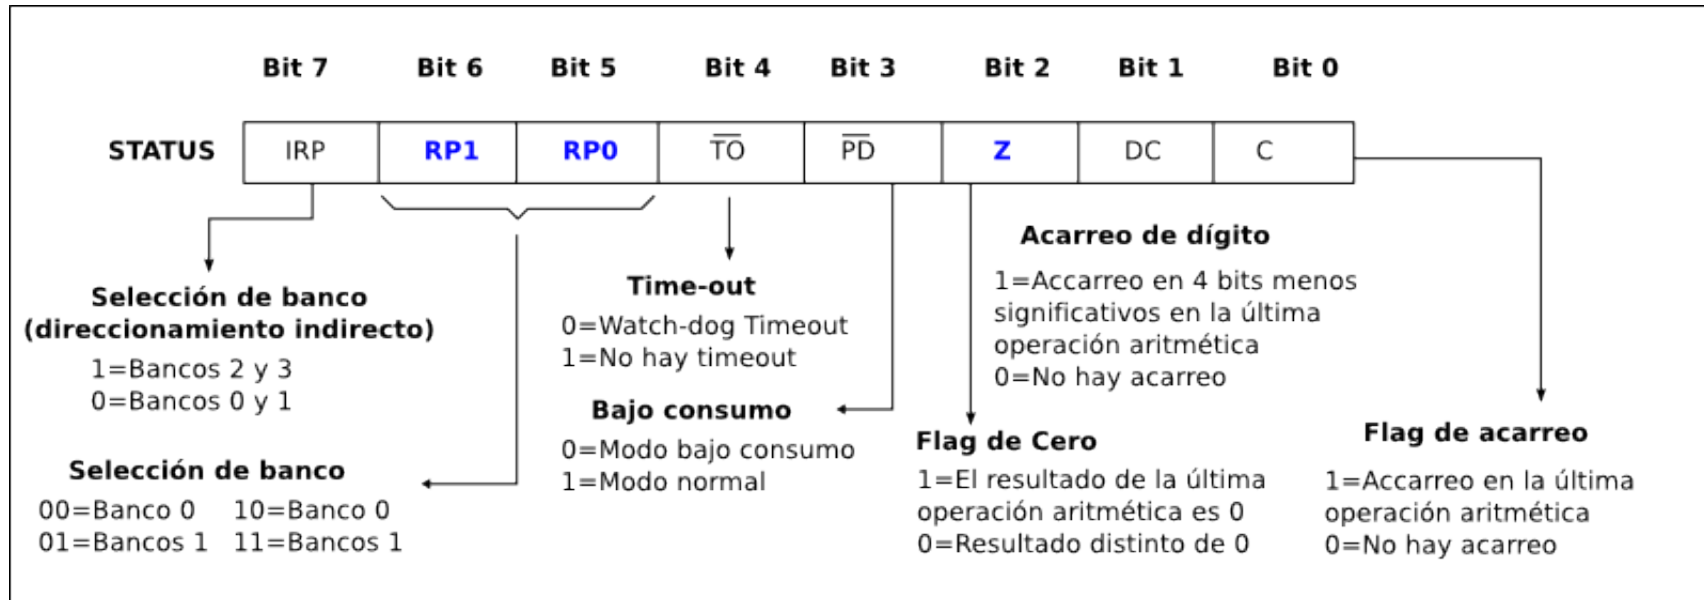 Bit 7 Bit 6 Bit 5 Bit 4 Bit 3 Bit 2 Bit 1 Bit 0
STATUS IRP RP1 RP0 T̅O̅ P̅D̅ Z DC C
Selección de banco
(direccionamiento indirecto)
1=Bancos 2 y 3
0=Bancos 0 y 1
Selección de banco
00=Banco 0 10=Banco 0
01=Bancos 1 11=Bancos 1
Time-out
0=Watch-dog Timeout
1=No hay timeout
Bajo consumo
0=Modo bajo consumo
1=Modo normal
Acarreo de dígito
1=Accarreo en 4 bits menos
significativos en la última
operación aritmética
0=No hay acarreo
Flag de Cero
1=El resultado de la última
operación aritmética es 0
0=Resultado distinto de 0
Flag de acarreo
1=Accarreo en la última
operación aritmética
0=No hay acarreo